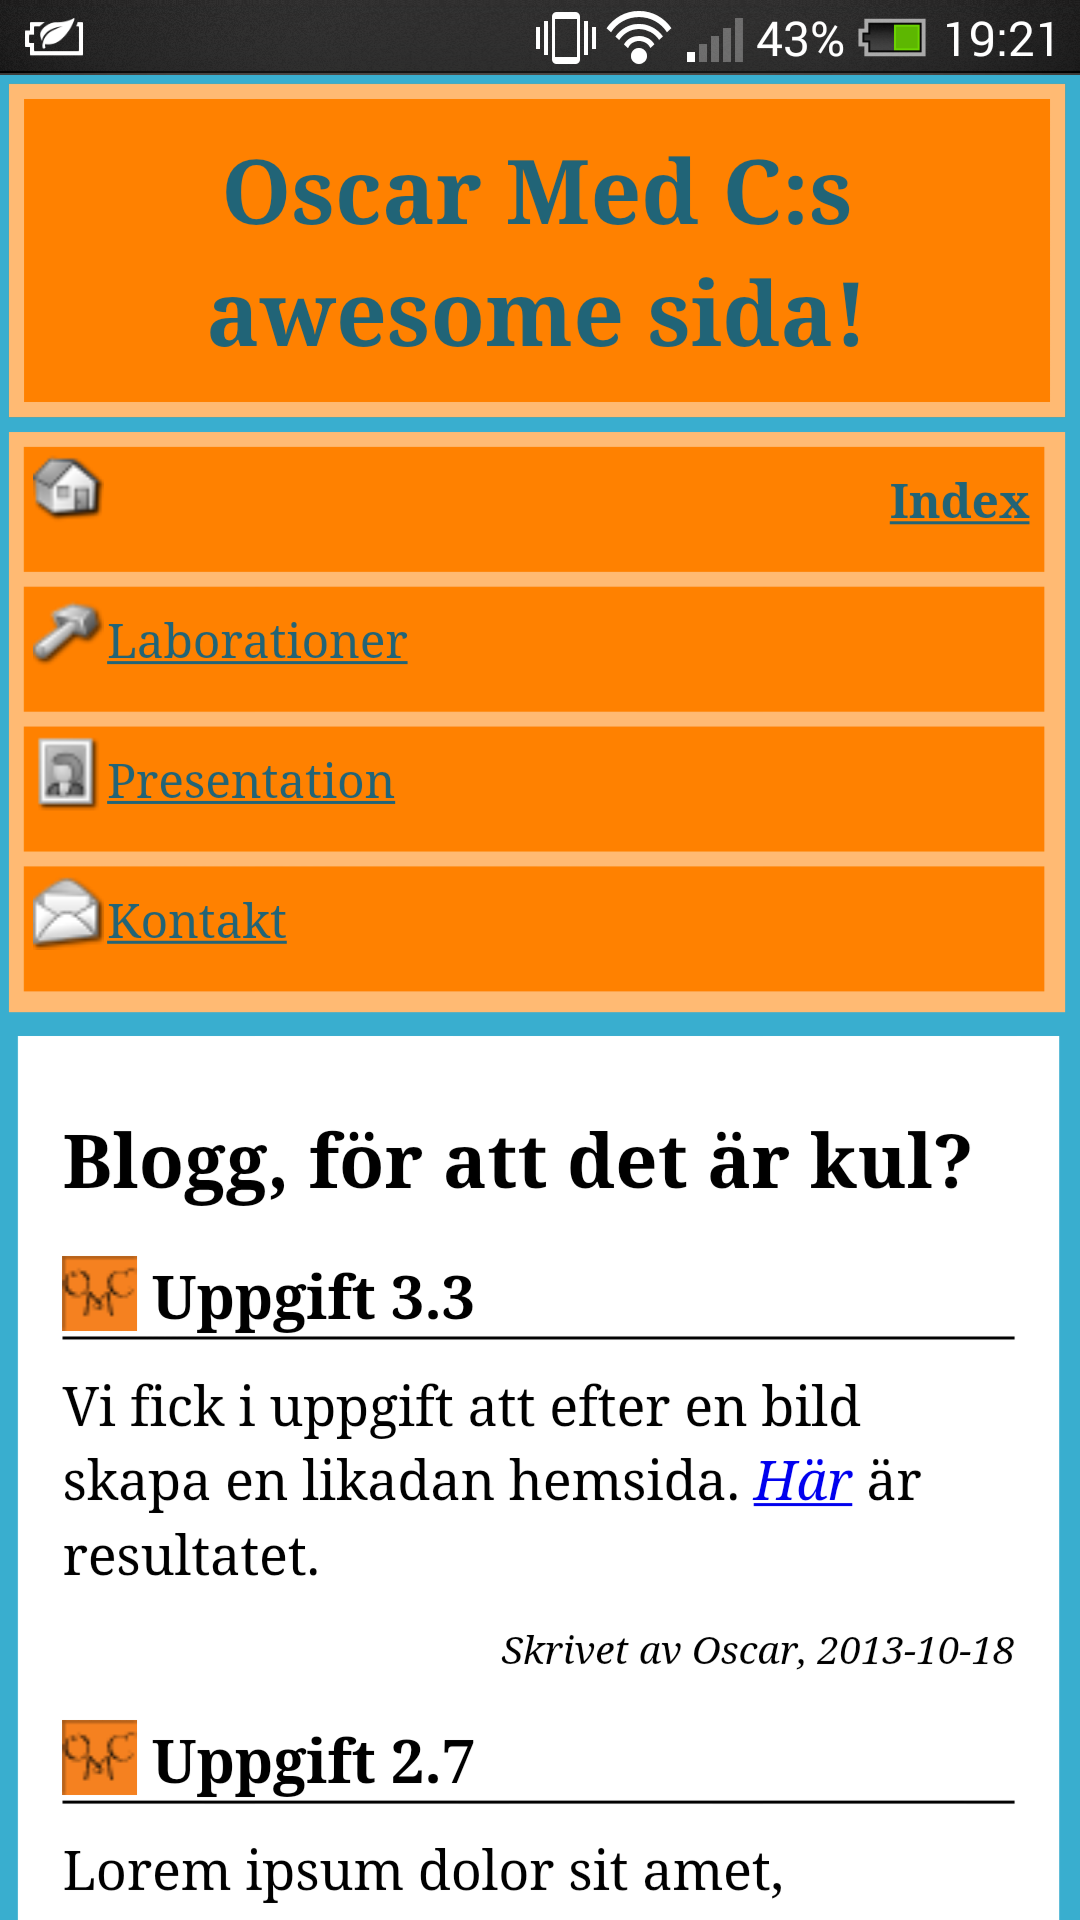 43% 19:21
Oscar Med C:s
awesome sida!
Index
Laborationer
Presentation
Kontakt
Blogg, för att det är kul?
OMC Uppgift 3.3
Vi fick i uppgift att efter en bild
skapa en likadan hemsida. Här är
resultatet.
Skrivet av Oscar, 2013-10-18
OMC Uppgift 2.7
Lorem ipsum dolor sit amet,